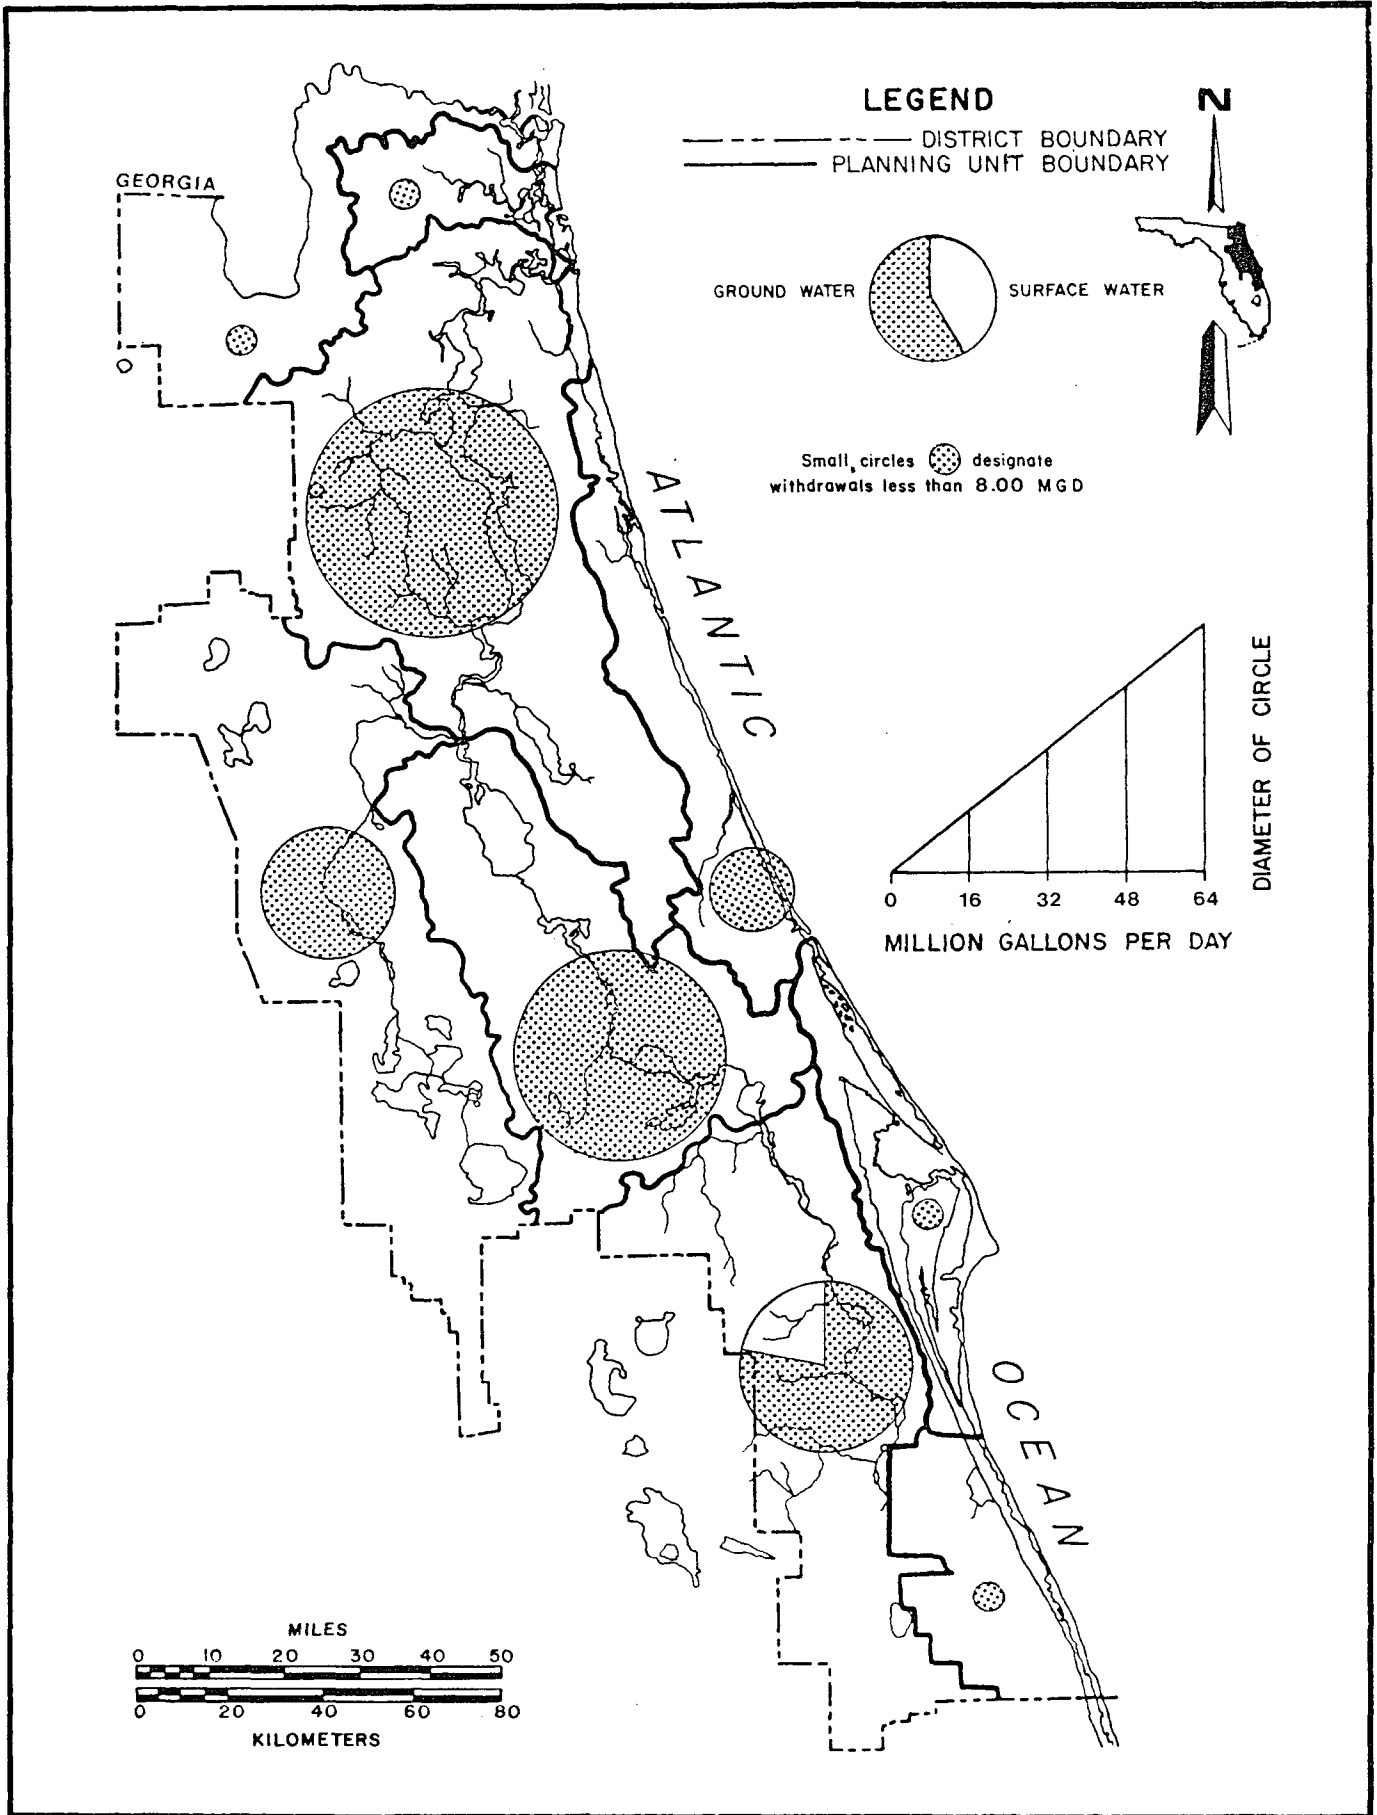 LEGEND
N
DISTRICT BOUNDARY
PLANNING UNIT BOUNDARY
GEORGIA
GROUND WATER
SURFACE WATER
Small circles designate
withdrawals less than 8.00 MGD
ATLANTIC
DIAMETER OF CIRCLE
0 16 32 48 64
MILLION GALLONS PER DAY
OCEAN
MILES
0 10 20 30 40 50
0 20 40 60 80
KILOMETERS